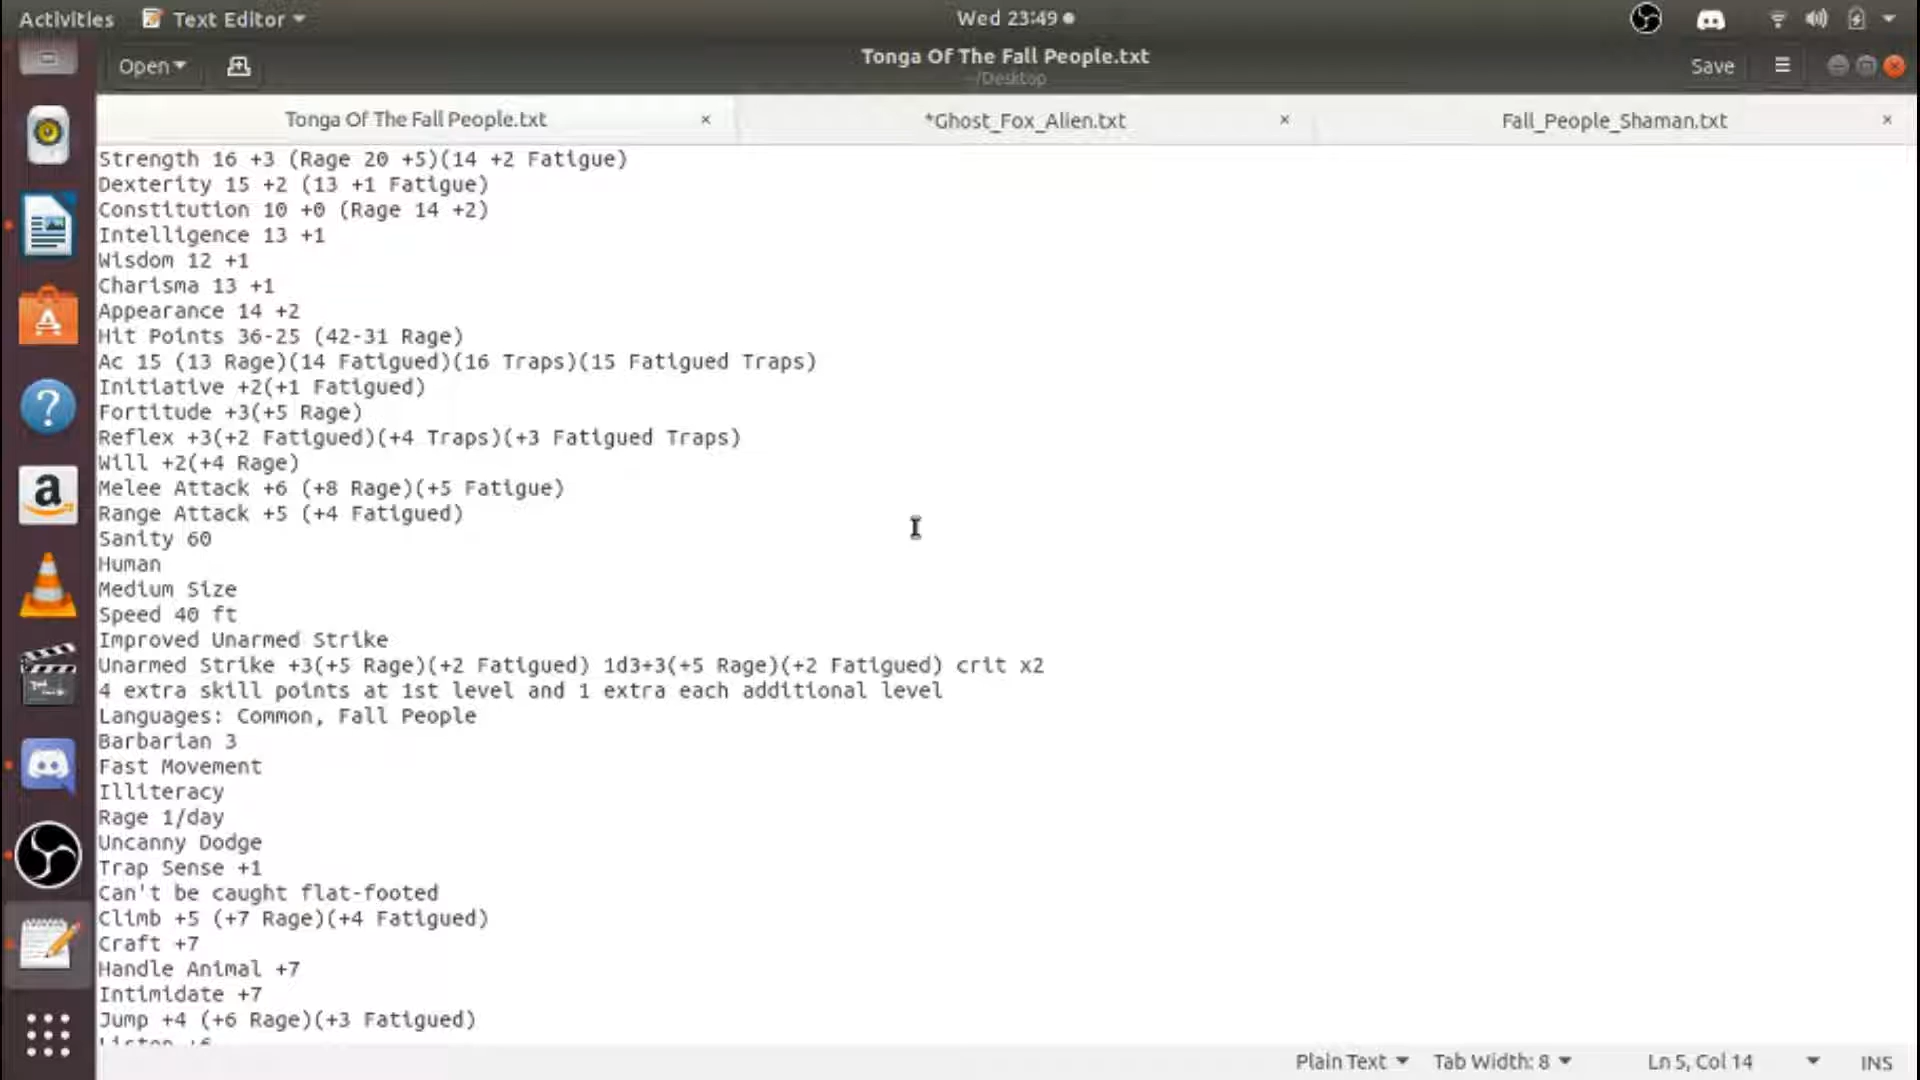 Activities Text Editor Wed 23:49
Open Tonga Of The Fall People.txt Save
~/Desktop
Tonga Of The Fall People.txt × *Ghost_Fox_Alien.txt × Fall_People_Shaman.txt ×
Strength 16 +3 (Rage 20 +5)(14 +2 Fatigue)
Dexterity 15 +2 (13 +1 Fatigue)
Constitution 10 +0 (Rage 14 +2)
Intelligence 13 +1
Wisdom 12 +1
Charisma 13 +1
Appearance 14 +2
Hit Points 36-25 (42-31 Rage)
Ac 15 (13 Rage)(14 Fatigued)(16 Traps)(15 Fatigued Traps)
Initiative +2(+1 Fatigued)
Fortitude +3(+5 Rage)
Reflex +3(+2 Fatigued)(+4 Traps)(+3 Fatigued Traps)
Will +2(+4 Rage)
Melee Attack +6 (+8 Rage)(+5 Fatigue)
Range Attack +5 (+4 Fatigued)
Sanity 60
Human
Medium Size
Speed 40 ft
Improved Unarmed Strike
Unarmed Strike +3(+5 Rage)(+2 Fatigued) 1d3+3(+5 Rage)(+2 Fatigued) crit x2
4 extra skill points at 1st level and 1 extra each additional level
Languages: Common, Fall People
Barbarian 3
Fast Movement
Illiteracy
Rage 1/day
Uncanny Dodge
Trap Sense +1
Can't be caught flat-footed
Climb +5 (+7 Rage)(+4 Fatigued)
Craft +7
Handle Animal +7
Intimidate +7
Jump +4 (+6 Rage)(+3 Fatigued)
Listen +6
Plain Text Tab Width: 8 Ln 5, Col 14 INS